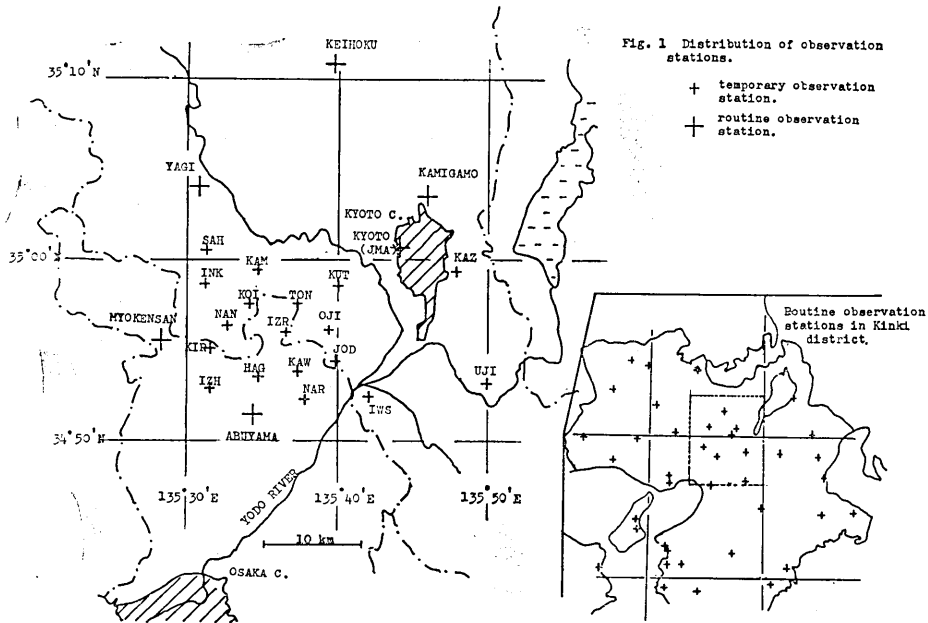 Fig. 1 Distribution of observation
stations.
+ temporary observation
station.
+ routine observation
station.
KEIHOKU
35°10'N
YAGI
KAMIGAMO
KYOTO C.
KYOTO
(JMA)
SAH
35°00'
KAM
KAZ
INK
KUT
KOI
TON
NAN
IZR
OJI
MYOKENSAN
KIR
JOD
HAG
KAW
UJI
IZH
NAR
IWS
ABUYAMA
34°50'N
135°30'E
135°40'E
135°50'E
YODO RIVER
10 km
OSAKA C.
Routine observation
stations in Kinki
district.